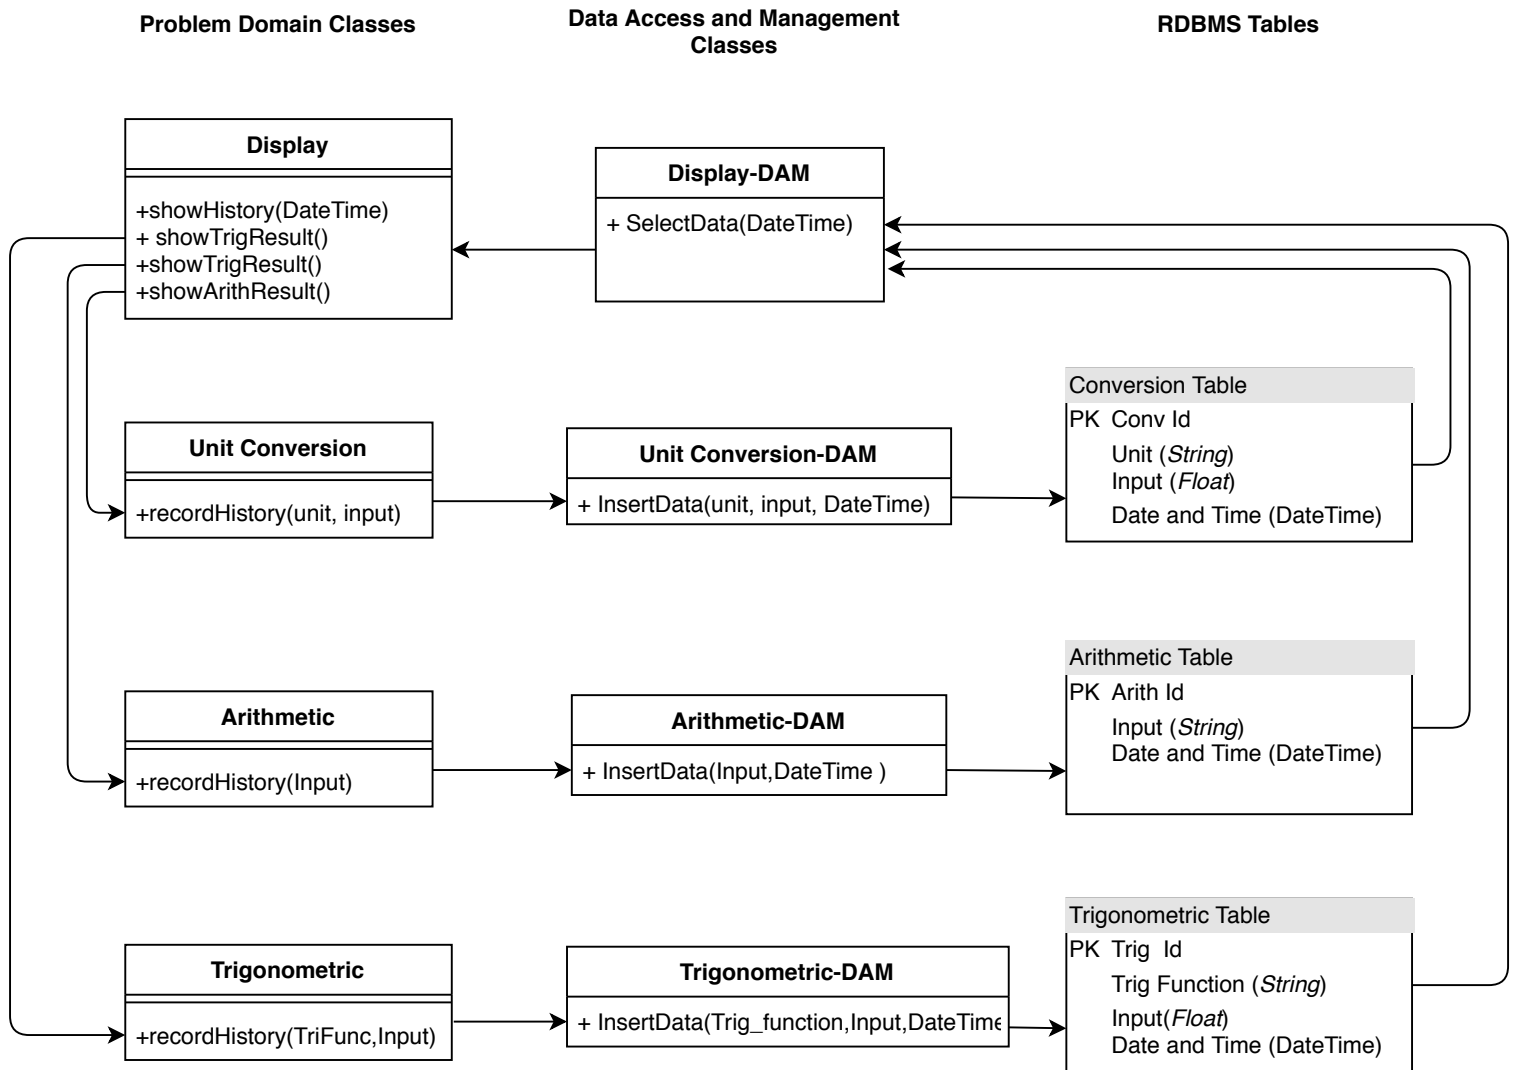 Problem Domain Classes
Data Access and Management
Classes
RDBMS Tables
Display
+showHistory(DateTime)
+ showTrigResult()
+showTrigResult()
+showArithResult()
Display-DAM
+ SelectData(DateTime)
Unit Conversion
+recordHistory(unit, input)
Unit Conversion-DAM
+ InsertData(unit, input, DateTime)
Conversion Table
PK Conv Id
Unit (String)
Input (Float)
Date and Time (DateTime)
Arithmetic
+recordHistory(Input)
Arithmetic-DAM
+ InsertData(Input,DateTime )
Arithmetic Table
PK Arith Id
Input (String)
Date and Time (DateTime)
Trigonometric
+recordHistory(TriFunc,Input)
Trigonometric-DAM
+ InsertData(Trig_function,Input,DateTime
Trigonometric Table
PK Trig Id
Trig Function (String)
Input(Float)
Date and Time (DateTime)